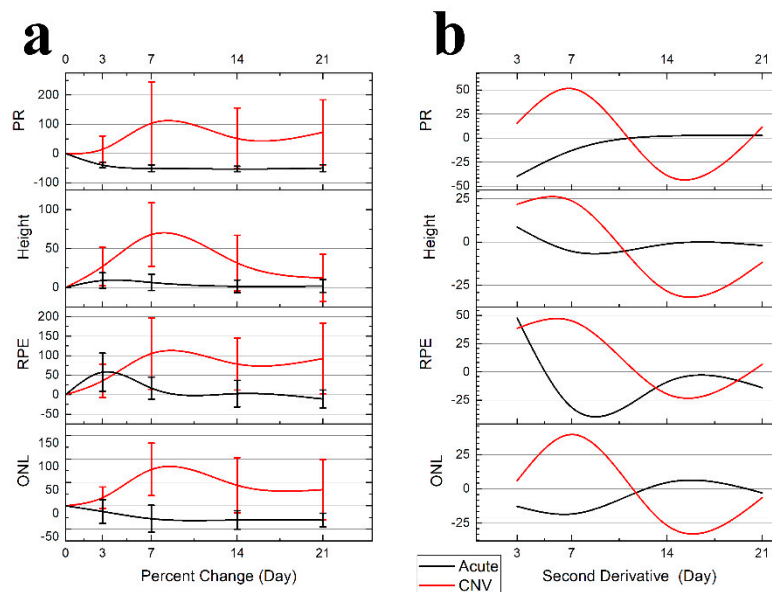 a
b
0 3 7 14 21
3 7 14 21
PR
200
100
0
-100
PR
50
25
0
-25
-50
Height
100
50
0
Height
25
0
-25
RPE
200
150
100
50
0
-50
RPE
50
25
0
-25
ONL
150
100
50
0
-50
ONL
25
0
-25
0 3 7 14 21
3 7 14 21
Percent Change (Day)
Acute
CNV
Second Derivative (Day)